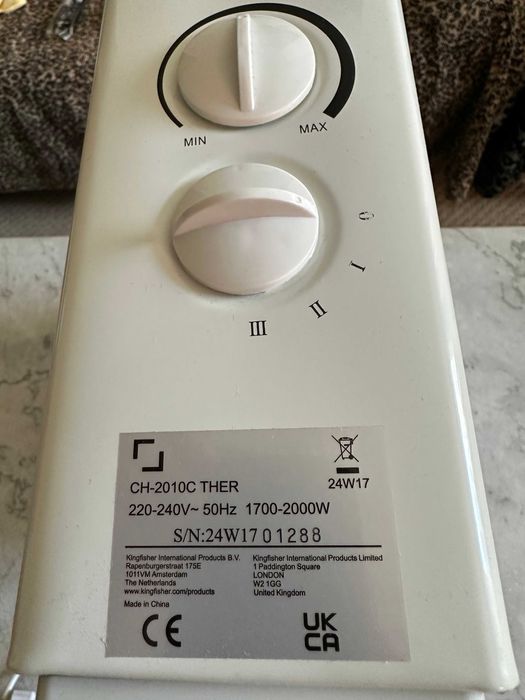 MIN
MAX
0
I
II
III
CH-2010C THER
24W17
220-240V~ 50Hz 1700-2000W
S/N:24W17 01288
Kingfisher International Products B.V.
Rapenburgerstraat 175E
1011VM Amsterdam
The Netherlands
www.kingfisher.com/products
Kingfisher International Products Limited
1 Paddington Square
LONDON
W2 1GG
United Kingdom
Made in China
CE
UK
CA